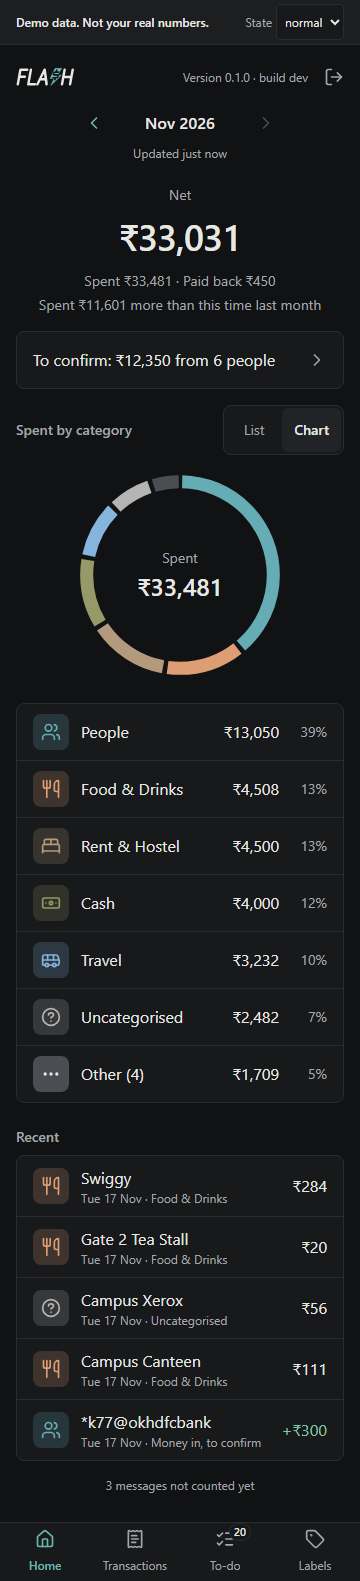 Demo data. Not your real numbers.
State normal
FLASH
Version 0.1.0 · build dev
Nov 2026
Updated just now
Net
₹33,031
Spent ₹33,481 · Paid back ₹450
Spent ₹11,601 more than this time last month
To confirm: ₹12,350 from 6 people
Spent by category
List
Chart
Spent
₹33,481
People ₹13,050 39%
Food & Drinks ₹4,508 13%
Rent & Hostel ₹4,500 13%
Cash ₹4,000 12%
Travel ₹3,232 10%
Uncategorised ₹2,482 7%
Other (4) ₹1,709 5%
Recent
Swiggy ₹284
Tue 17 Nov · Food & Drinks
Gate 2 Tea Stall ₹20
Tue 17 Nov · Food & Drinks
Campus Xerox ₹56
Tue 17 Nov · Uncategorised
Campus Canteen ₹111
Tue 17 Nov · Food & Drinks
*k77@okhdfcbank +₹300
Tue 17 Nov · Money in, to confirm
3 messages not counted yet
20
Home
Transactions
To-do
Labels